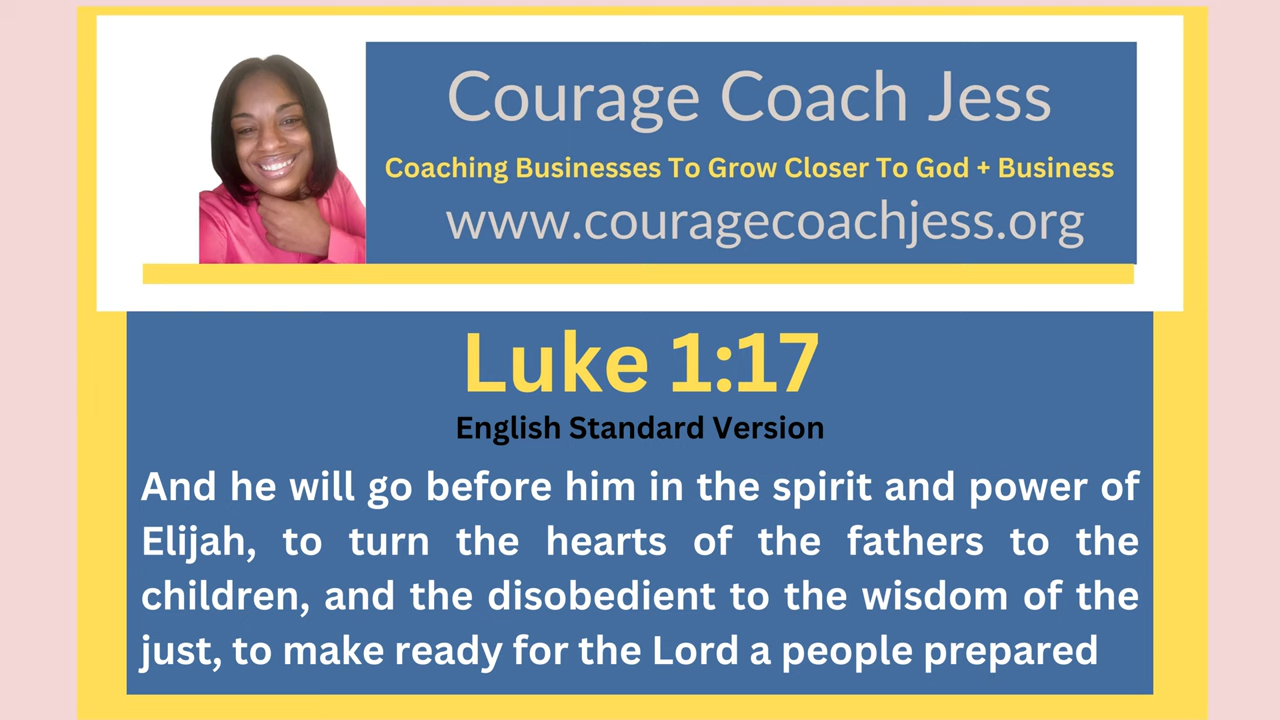 Courage Coach Jess
Coaching Businesses To Grow Closer To God + Business
www.couragecoachjess.org
Luke 1:17
English Standard Version
And he will go before him in the spirit and power of
Elijah, to turn the hearts of the fathers to the
children, and the disobedient to the wisdom of the
just, to make ready for the Lord a people prepared